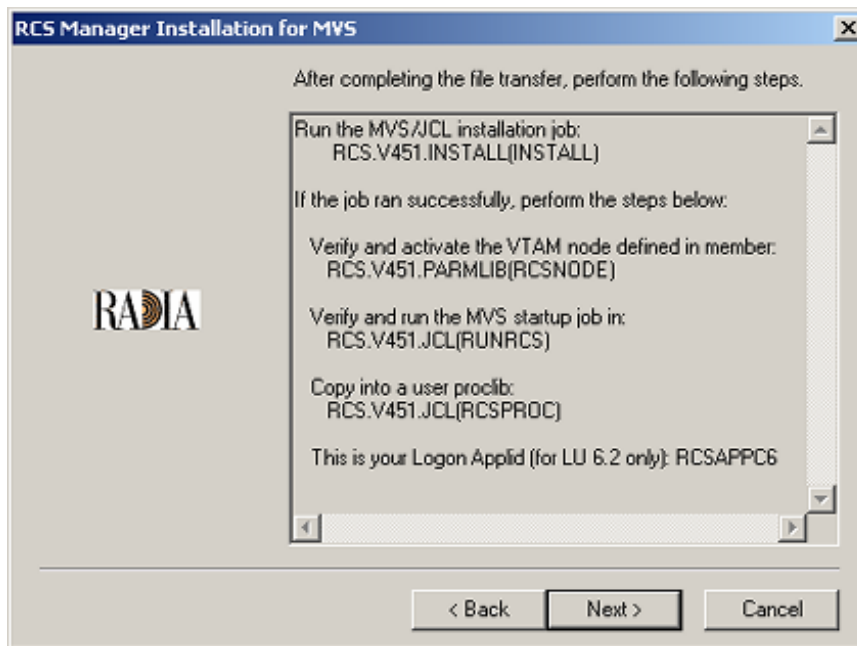 RCS Manager Installation for MVS
After completing the file transfer, perform the following steps.
Run the MVS/JCL installation job:
RCS.V451.INSTALL(INSTALL)
If the job ran successfully, perform the steps below:
Verify and activate the VTAM node defined in member:
RCS.V451.PARMLIB(RCSNODE)
Verify and run the MVS startup job in:
RCS.V451.JCL(RUNRCS)
Copy into a user proclib:
RCS.V451.JCL(RCSPROC)
This is your Logon Applid (for LU 6.2 only): RCSAPPC6
RADIA
< Back
Next >
Cancel